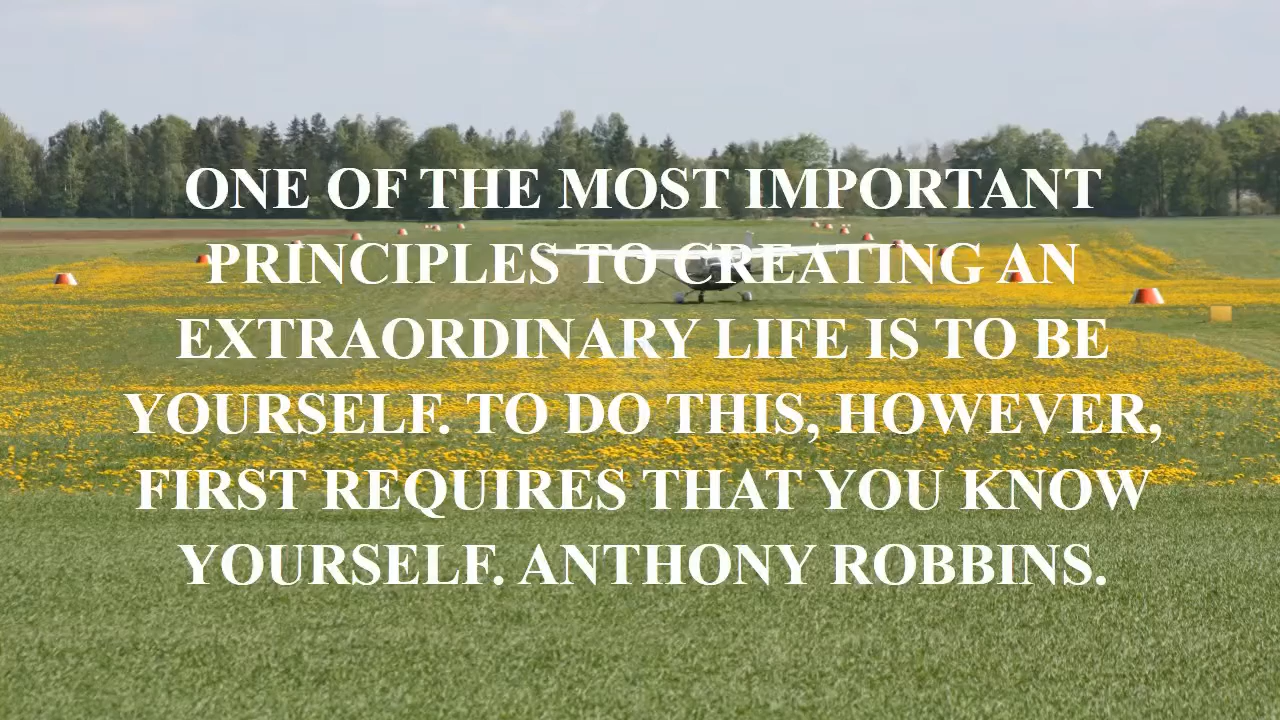 ONE OF THE MOST IMPORTANT
PRINCIPLES TO CREATING AN
EXTRAORDINARY LIFE IS TO BE
YOURSELF. TO DO THIS, HOWEVER,
FIRST REQUIRES THAT YOU KNOW
YOURSELF. ANTHONY ROBBINS.